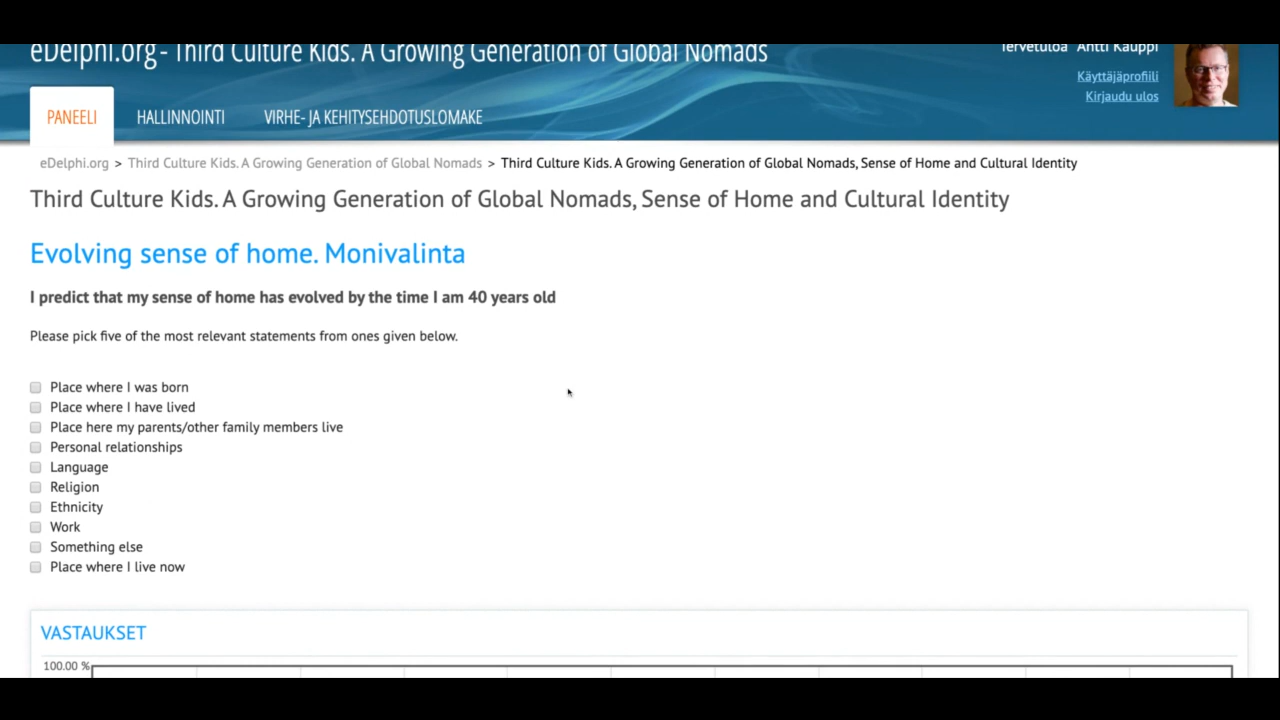 eDelphi.org - Third Culture Kids. A Growing Generation of Global Nomads
Tervetuloa Antti Kauppi
Käyttäjäprofiili
Kirjaudu ulos
PANEELI
HALLINNOINTI
VIRHE- JA KEHITYSEHDOTUSLOMAKE
eDelphi.org > Third Culture Kids. A Growing Generation of Global Nomads > Third Culture Kids. A Growing Generation of Global Nomads, Sense of Home and Cultural Identity
Third Culture Kids. A Growing Generation of Global Nomads, Sense of Home and Cultural Identity
Evolving sense of home. Monivalinta
I predict that my sense of home has evolved by the time I am 40 years old
Please pick five of the most relevant statements from ones given below.
Place where I was born
Place where I have lived
Place here my parents/other family members live
Personal relationships
Language
Religion
Ethnicity
Work
Something else
Place where I live now
VASTAUKSET
100.00 %